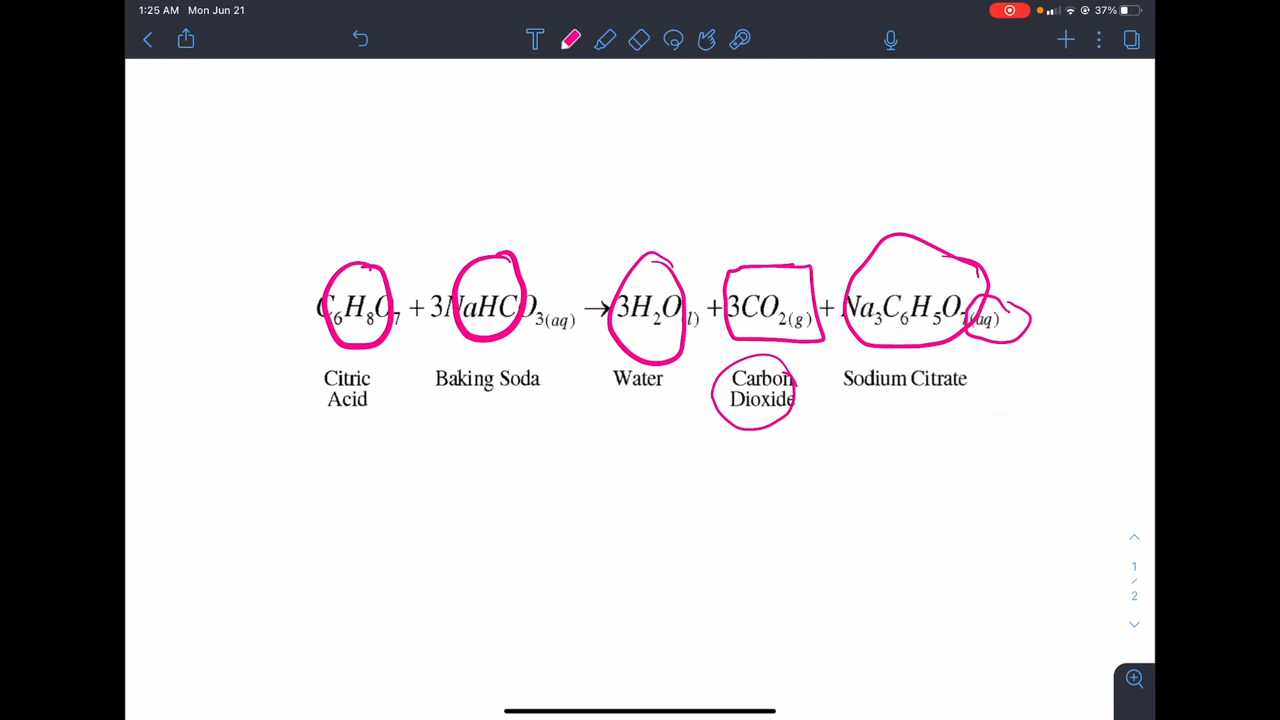 1:25 AM Mon Jun 21 37%
T
C₆H₈O₇ + 3NaHCO₃₍aq₎ → 3H₂O₍l₎ + 3CO₂₍g₎ + Na₃C₆H₅O₇₍aq₎
Citric Baking Soda Water Carbon Sodium Citrate
Acid Dioxide
1
/
2